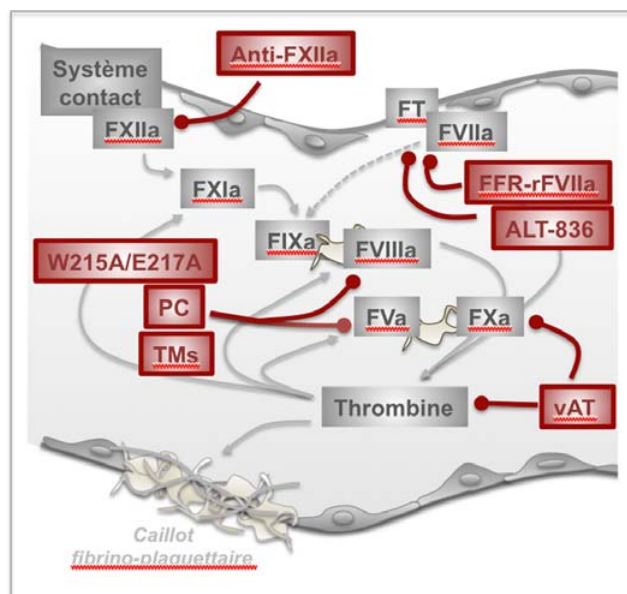 Anti-FXIIa
Système
contact
FXIIa
FT
FVIIa
FXIa
FFR-rFVIIa
ALT-836
FIXa
FVIIIa
W215A/E217A
PC
FVa
FXa
TMs
Thrombine
vAT
Caillot
fibrino-plaquettaire